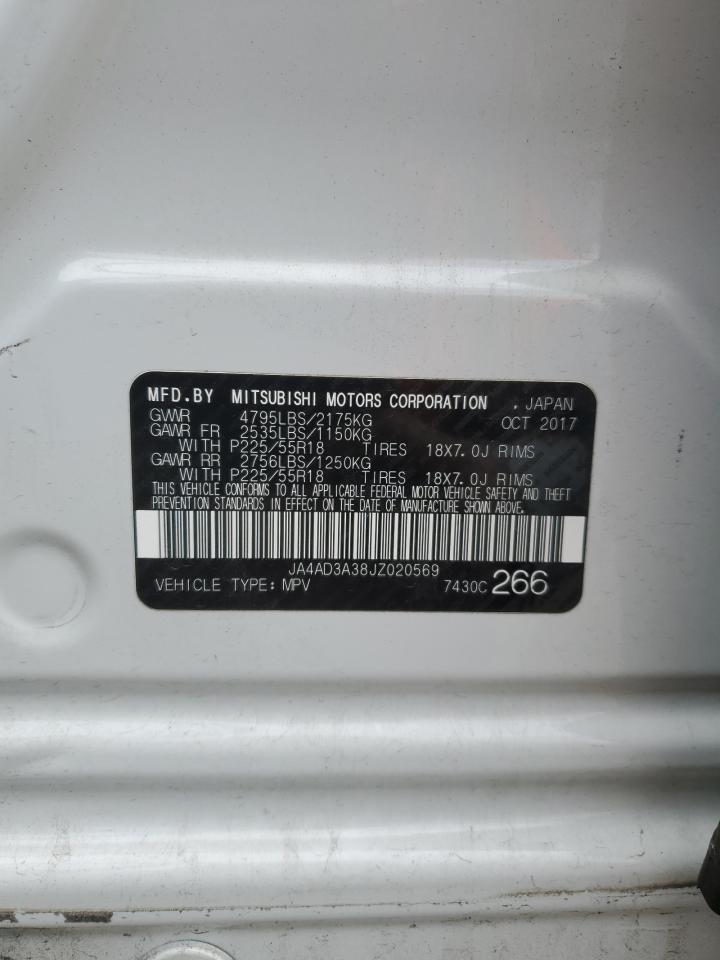 MFD.BY MITSUBISHI MOTORS CORPORATION , JAPAN
GVWR 4795LBS/2175KG OCT 2017
GAWR FR 2535LBS/1150KG
WITH P225/55R18 TIRES 18X7.0J RIMS
GAWR RR 2756LBS/1250KG
WITH P225/55R18 TIRES 18X7.0J RIMS
THIS VEHICLE CONFORMS TO ALL APPLICABLE FEDERAL MOTOR VEHICLE SAFETY AND THEFT
PREVENTION STANDARDS IN EFFECT ON THE DATE OF MANUFACTURE SHOWN ABOVE.
JA4AD3A38JZ020569
VEHICLE TYPE: MPV 7430C 266